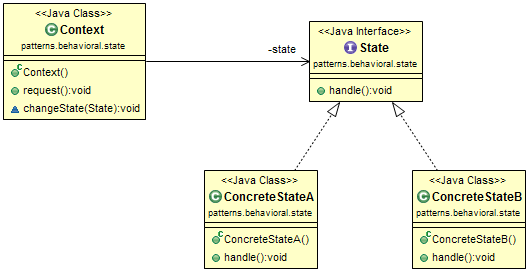 <<Java Class>>
Context
patterns.behavioral.state
Context()
request():void
changeState(State):void
-state
<<Java Interface>>
State
patterns.behavioral.state
handle():void
<<Java Class>>
ConcreteStateA
patterns.behavioral.state
ConcreteStateA()
handle():void
<<Java Class>>
ConcreteStateB
patterns.behavioral.state
ConcreteStateB()
handle():void